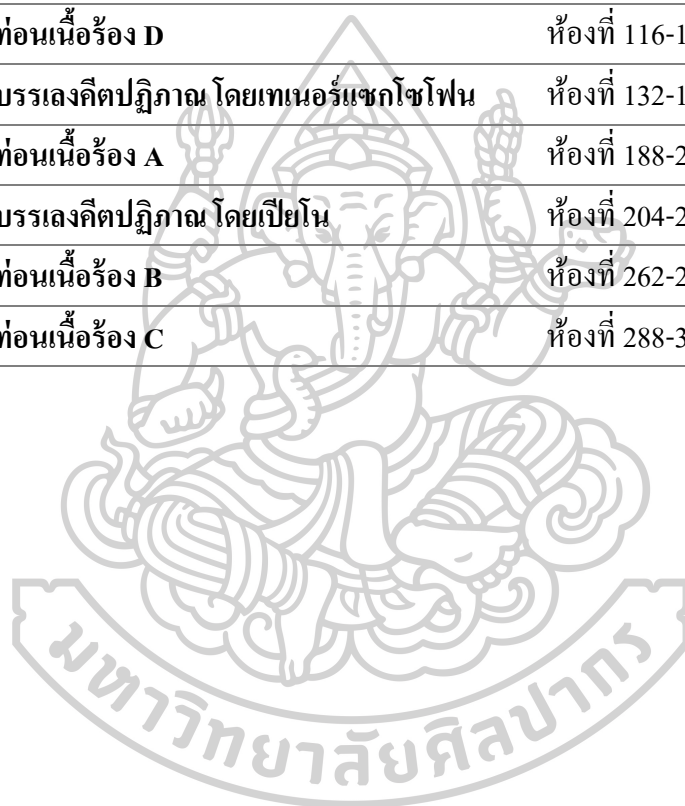 ท่อนเนื้อร้อง D ห้องที่ 116-1
บรรเลงคีตปฏิภาณ โดยเทเนอร์แซกโซโฟน ห้องที่ 132-1
ท่อนเนื้อร้อง A ห้องที่ 188-2
บรรเลงคีตปฏิภาณ โดยเปียโน ห้องที่ 204-2
ท่อนเนื้อร้อง B ห้องที่ 262-2
ท่อนเนื้อร้อง C ห้องที่ 288-3
มหาวิทยาลัยศิลปากร